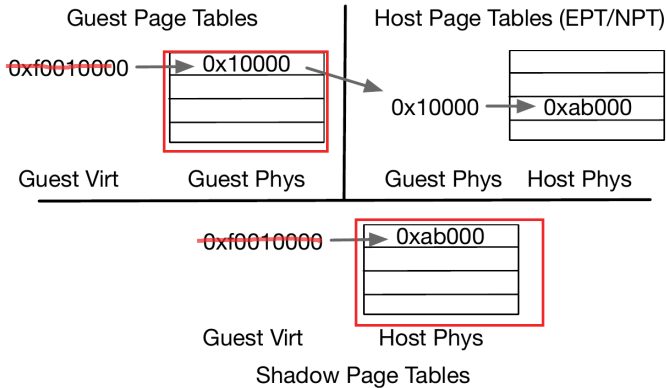 Guest Page Tables
Host Page Tables (EPT/NPT)
0xf0010000
0x10000
0x10000
0xab000
Guest Virt
Guest Phys
Guest Phys
Host Phys
0xf0010000
0xab000
Guest Virt
Host Phys
Shadow Page Tables